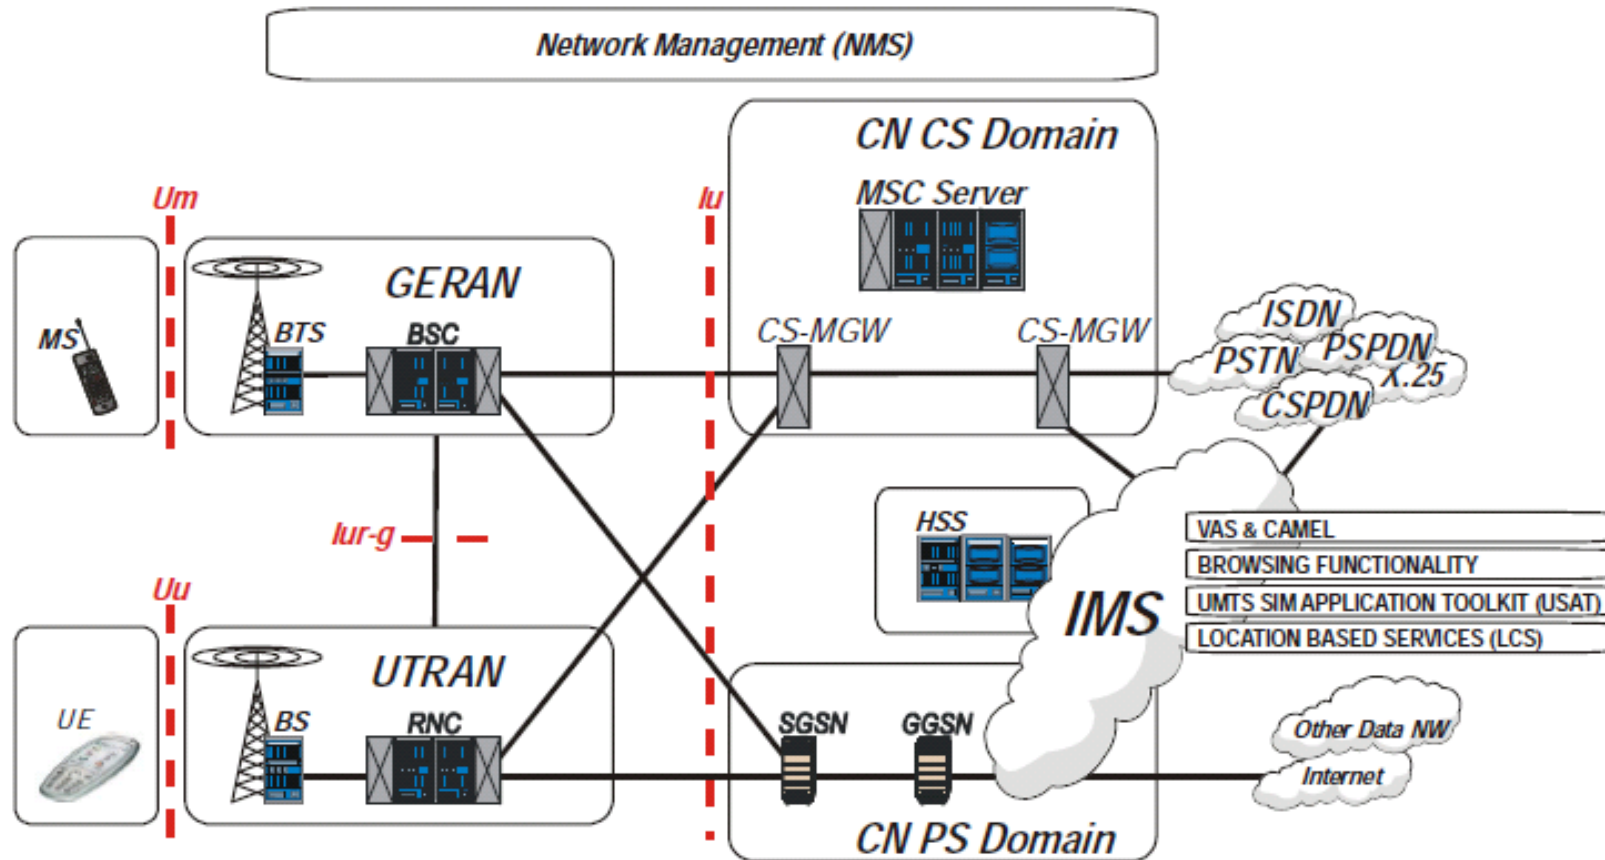 Network Management (NMS)
CN CS Domain
MSC Server
Um
Iu
GERAN
MS
BTS
BSC
CS-MGW
CS-MGW
ISDN
PSTN
PSPDN
X.25
CSPDN
Iur-g
HSS
IMS
VAS & CAMEL
BROWSING FUNCTIONALITY
UMTS SIM APPLICATION TOOLKIT (USAT)
LOCATION BASED SERVICES (LCS)
Uu
UTRAN
UE
BS
RNC
SGSN
GGSN
Other Data NW
Internet
CN PS Domain